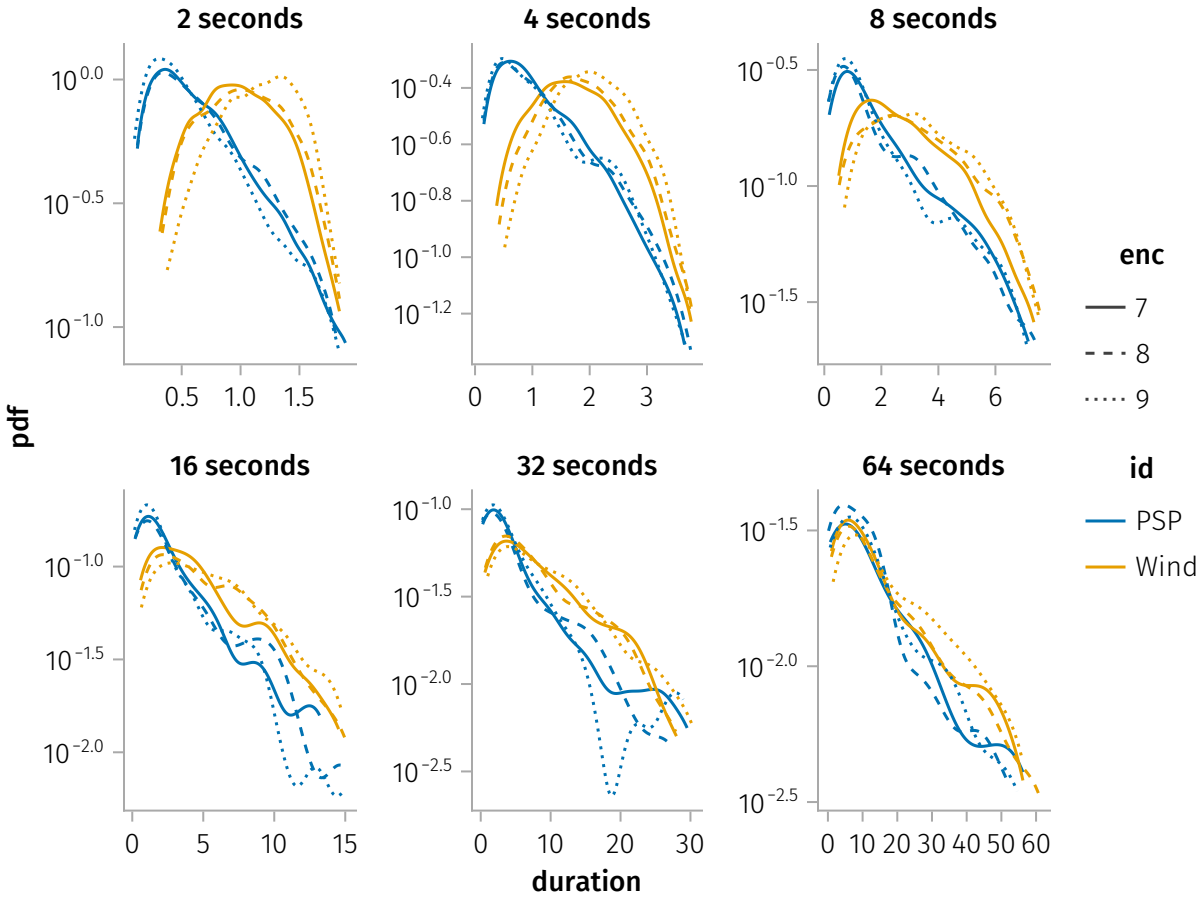 2 seconds
4 seconds
8 seconds
10^0.0
10^−0.5
10^−1.0
0.5 1.0 1.5
10^−0.4
10^−0.6
10^−0.8
10^−1.0
10^−1.2
0 1 2 3
10^−0.5
10^−1.0
10^−1.5
0 2 4 6
enc
7
8
9
pdf
16 seconds
32 seconds
64 seconds
10^−1.0
10^−1.5
10^−2.0
0 5 10 15
10^−1.0
10^−1.5
10^−2.0
10^−2.5
0 10 20 30
10^−1.5
10^−2.0
10^−2.5
0 10 20 30 40 50 60
id
PSP
Wind
duration